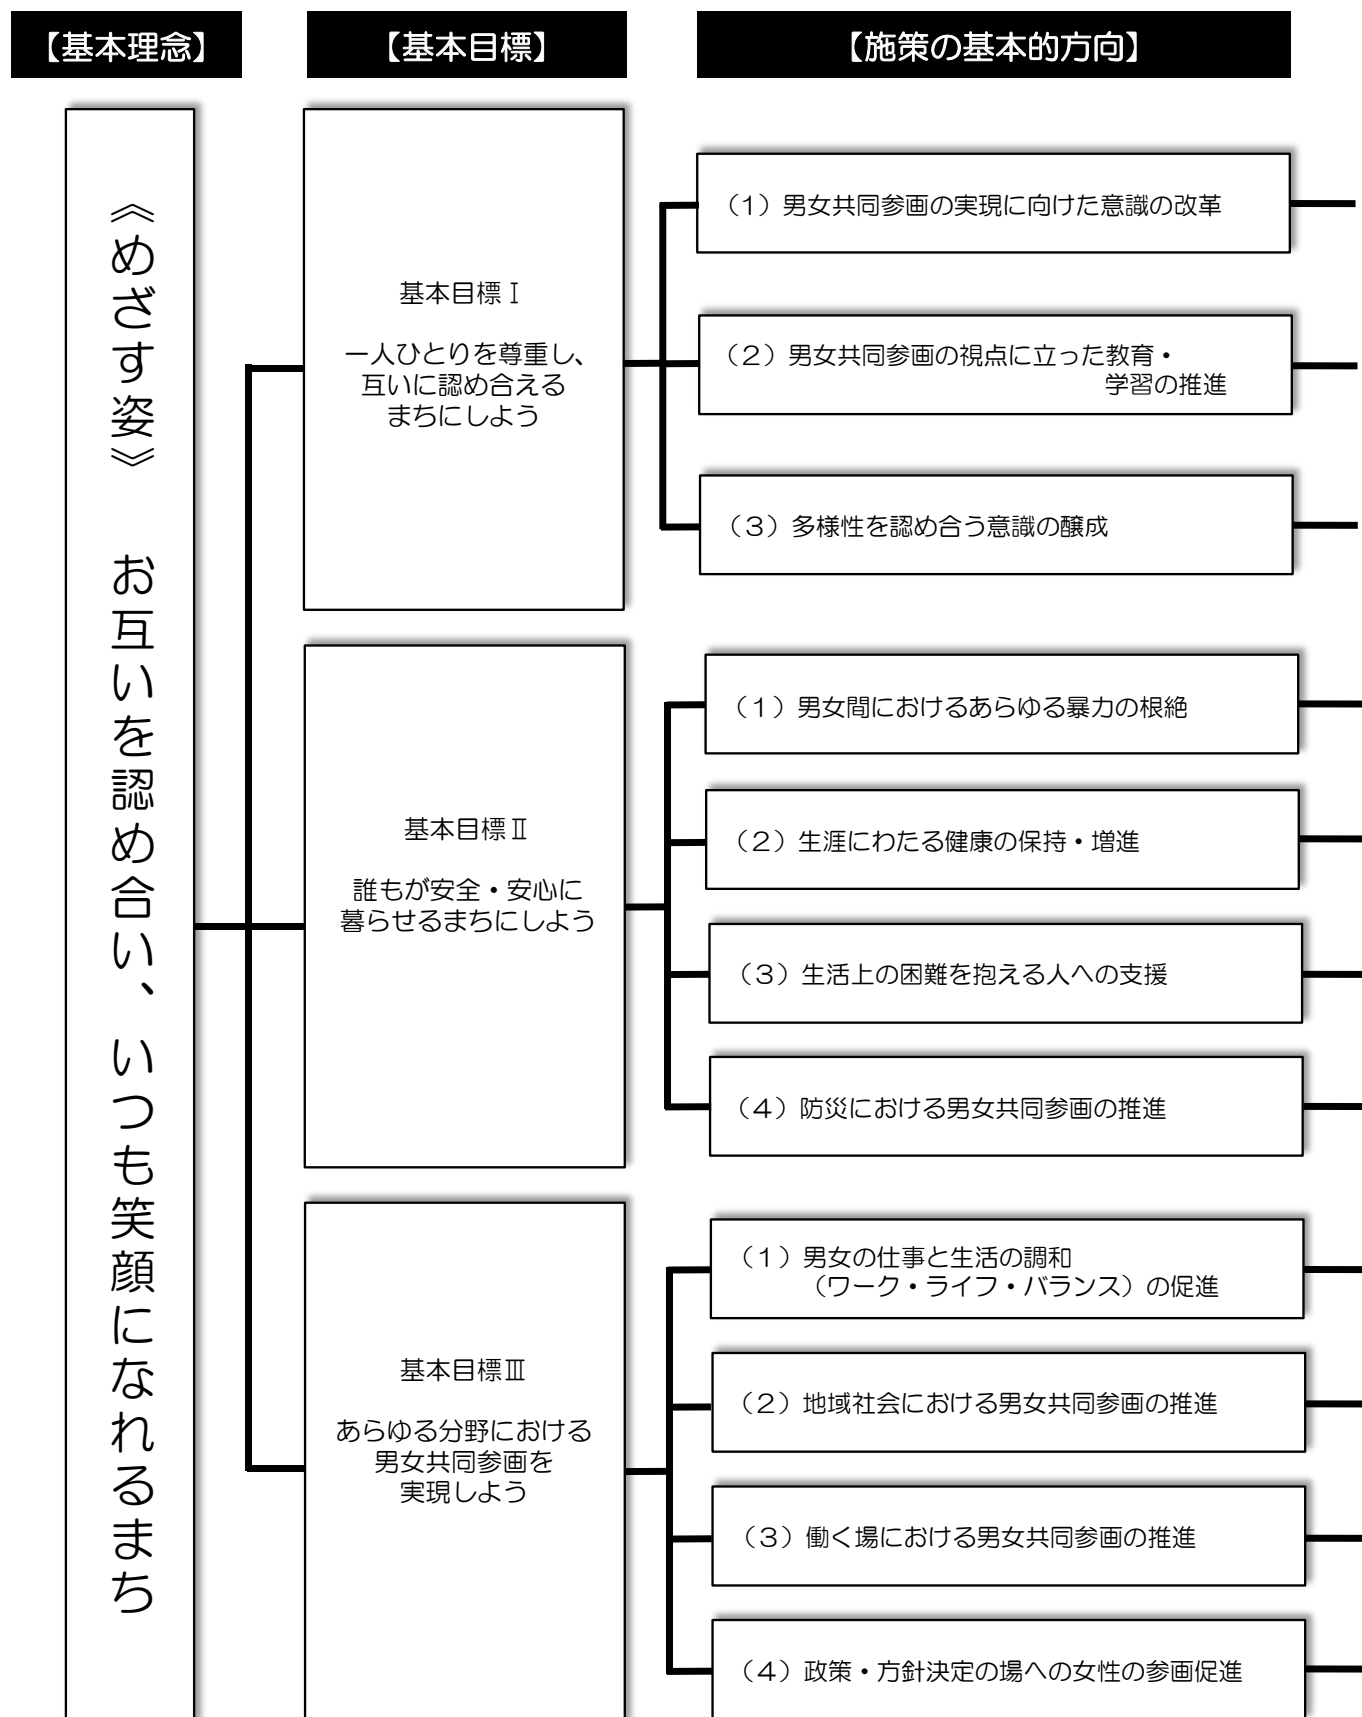 【基本理念】
【基本目標】
【施策の基本的方向】
《めざす姿》　お互いを認め合い、いつも笑顔になれるまち
基本目標Ⅰ
一人ひとりを尊重し、
互いに認め合える
まちにしよう
（1）男女共同参画の実現に向けた意識の改革
（2）男女共同参画の視点に立った教育・
学習の推進
（3）多様性を認め合う意識の醸成
基本目標Ⅱ
誰もが安全・安心に
暮らせるまちにしよう
（1）男女間におけるあらゆる暴力の根絶
（2）生涯にわたる健康の保持・増進
（3）生活上の困難を抱える人への支援
（4）防災における男女共同参画の推進
基本目標Ⅲ
あらゆる分野における
男女共同参画を
実現しよう
（1）男女の仕事と生活の調和
（ワーク・ライフ・バランス）の促進
（2）地域社会における男女共同参画の推進
（3）働く場における男女共同参画の推進
（4）政策・方針決定の場への女性の参画促進